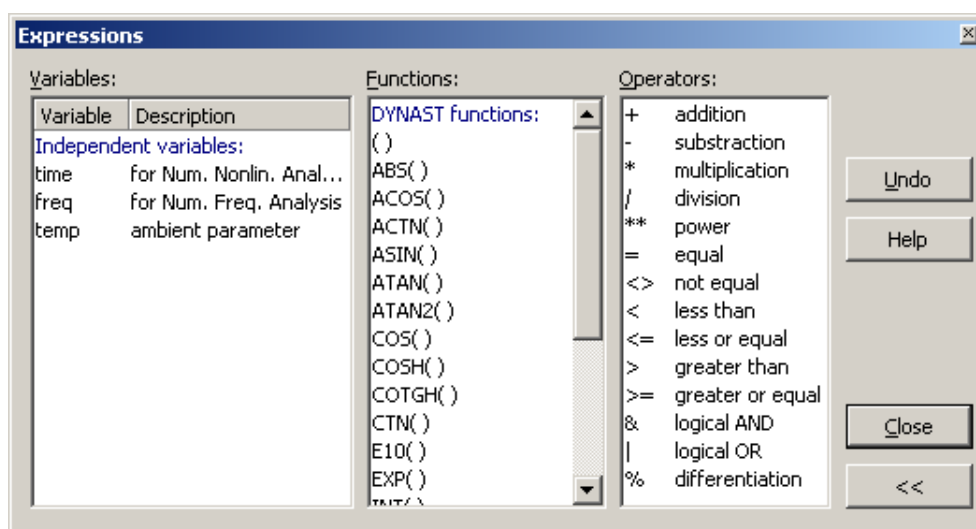 Expressions
Variables:
Variable Description
Independent variables:
time for Num. Nonlin. Anal...
freq for Num. Freq. Analysis
temp ambient parameter
Functions:
DYNAST functions:
()
ABS( )
ACOS( )
ACTN( )
ASIN( )
ATAN( )
ATAN2( )
COS( )
COSH( )
COTGH( )
CTN( )
E10( )
EXP( )
INT( )
Operators:
+ addition
- substraction
* multiplication
/ division
** power
= equal
<> not equal
< less than
<= less or equal
> greater than
>= greater or equal
& logical AND
| logical OR
% differentiation
Undo
Help
Close
<<